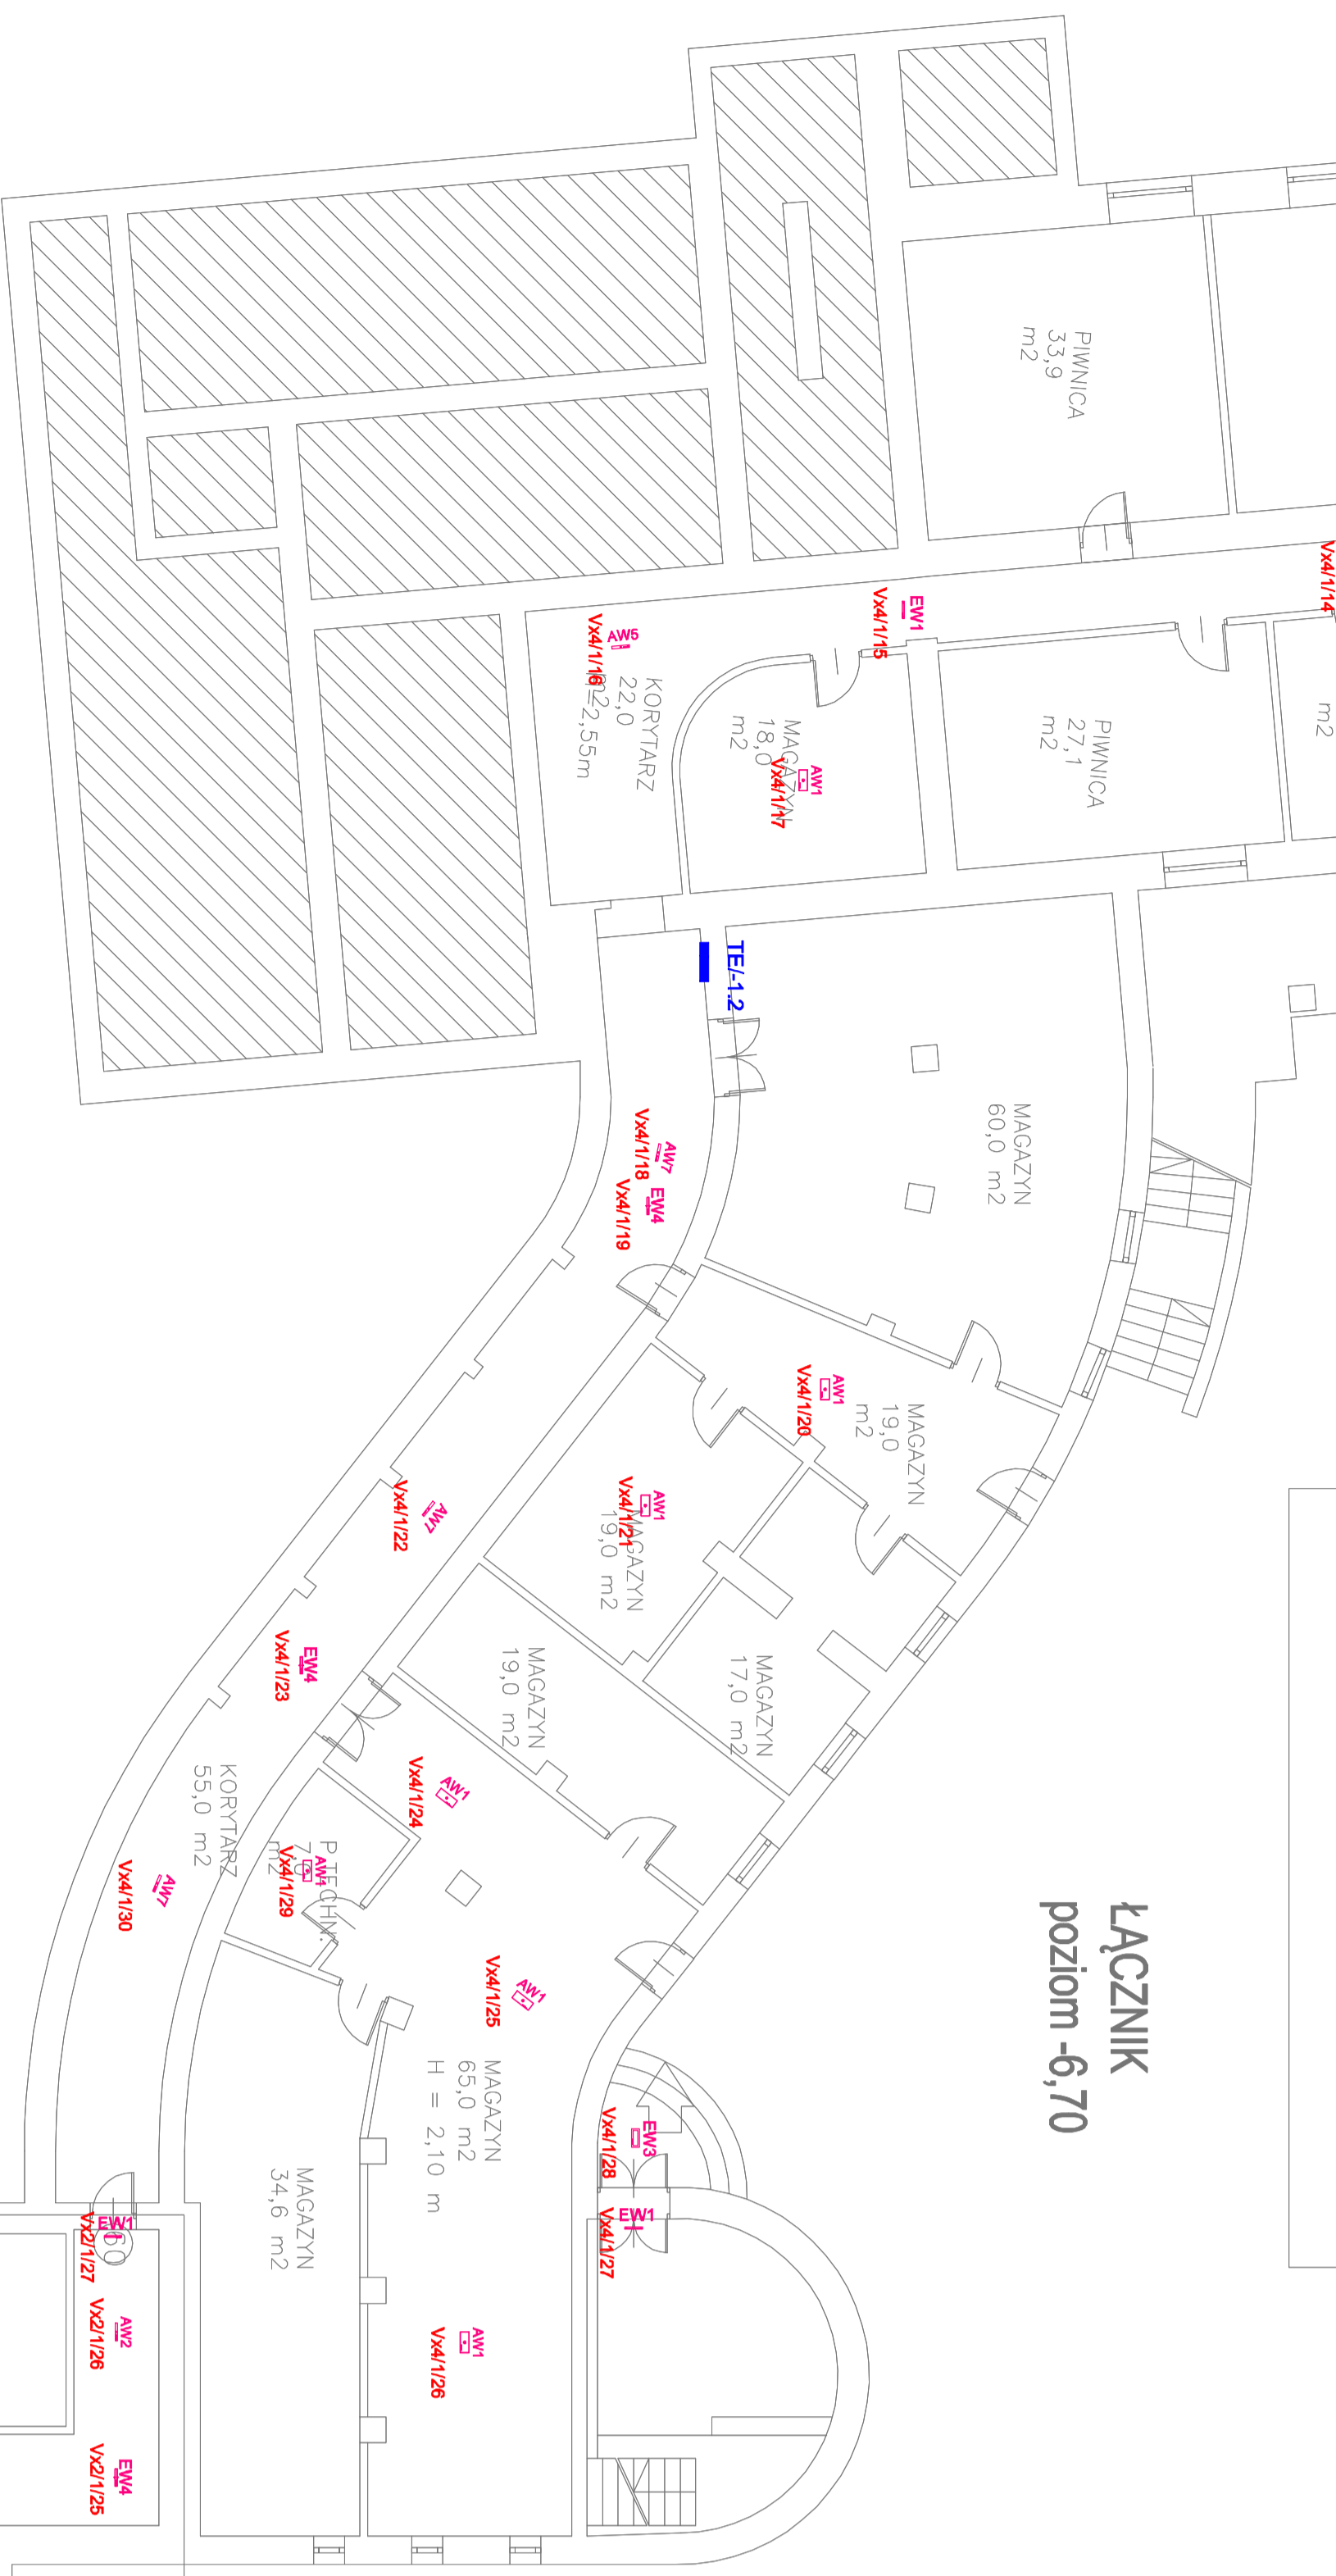 ŁĄCZNIK
poziom -6,70
PIWNICA
33,9
m2
Vx4/1/14
m2
EW1
Vx4/1/15
PIWNICA
27,1
m2
AW5
Vx4/1/16
KORYTARZ
22,0
m2
2,55m
MAGAZYN
18,0
m2
AW1
Vx4/1/17
TE/-1.2
MAGAZYN
60,0 m2
AW7
Vx4/1/18
EW4
Vx4/1/19
AW1
Vx4/1/20
MAGAZYN
19,0
m2
AW1
Vx4/1/21
MAGAZYN
19,0 m2
AW7
Vx4/1/22
EW4
Vx4/1/23
MAGAZYN
19,0 m2
MAGAZYN
17,0 m2
AW1
Vx4/1/24
KORYTARZ
55,0 m2
P.TECHN.
m2
AW1
Vx4/1/29
AW7
Vx4/1/30
AW1
Vx4/1/25
MAGAZYN
65,0 m2
H = 2,10 m
MAGAZYN
34,6 m2
EW3
Vx4/1/28
EW1
Vx4/1/27
AW1
Vx4/1/26
EW1
60
Vx2/1/27
AW2
Vx2/1/26
EW4
Vx2/1/25